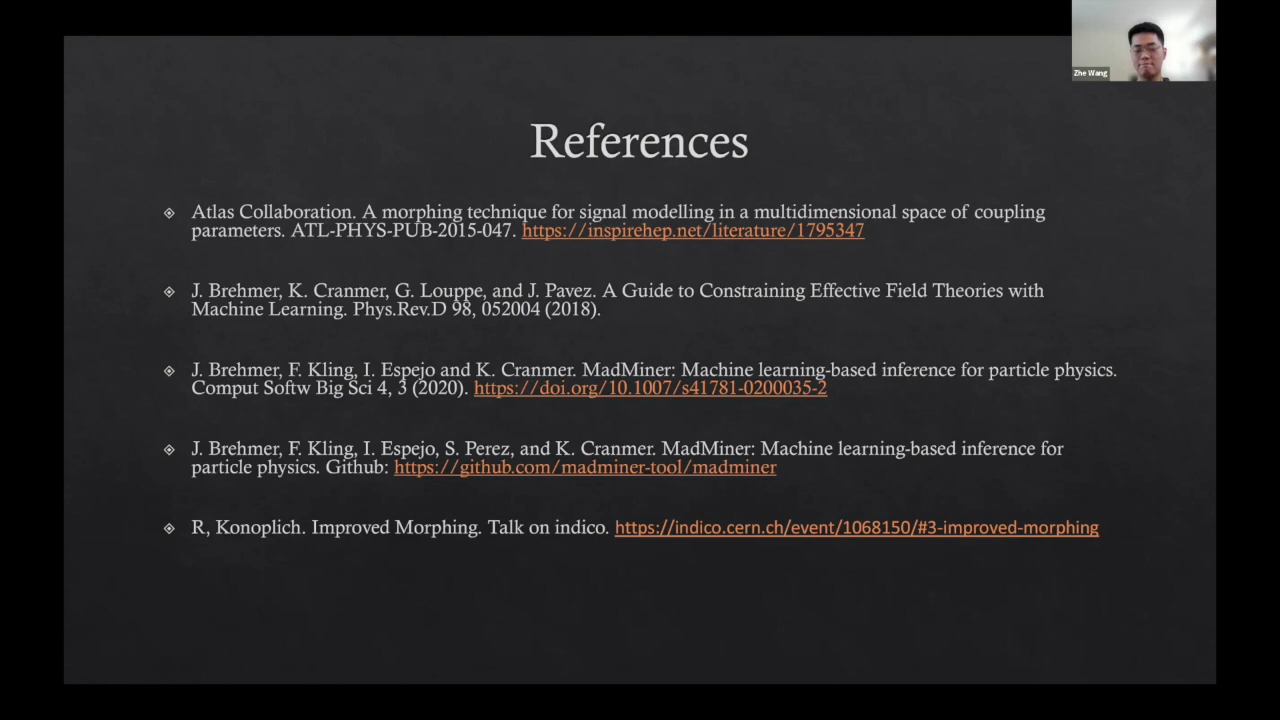 Zhe Wang
References
Atlas Collaboration. A morphing technique for signal modelling in a multidimensional space of coupling
parameters. ATL-PHYS-PUB-2015-047. https://inspirehep.net/literature/1795347
J. Brehmer, K. Cranmer, G. Louppe, and J. Pavez. A Guide to Constraining Effective Field Theories with
Machine Learning. Phys.Rev.D 98, 052004 (2018).
J. Brehmer, F. Kling, I. Espejo and K. Cranmer. MadMiner: Machine learning-based inference for particle physics.
Comput Softw Big Sci 4, 3 (2020). https://doi.org/10.1007/s41781-0200035-2
J. Brehmer, F. Kling, I. Espejo, S. Perez, and K. Cranmer. MadMiner: Machine learning-based inference for
particle physics. Github: https://github.com/madminer-tool/madminer
R, Konoplich. Improved Morphing. Talk on indico. https://indico.cern.ch/event/1068150/#3-improved-morphing